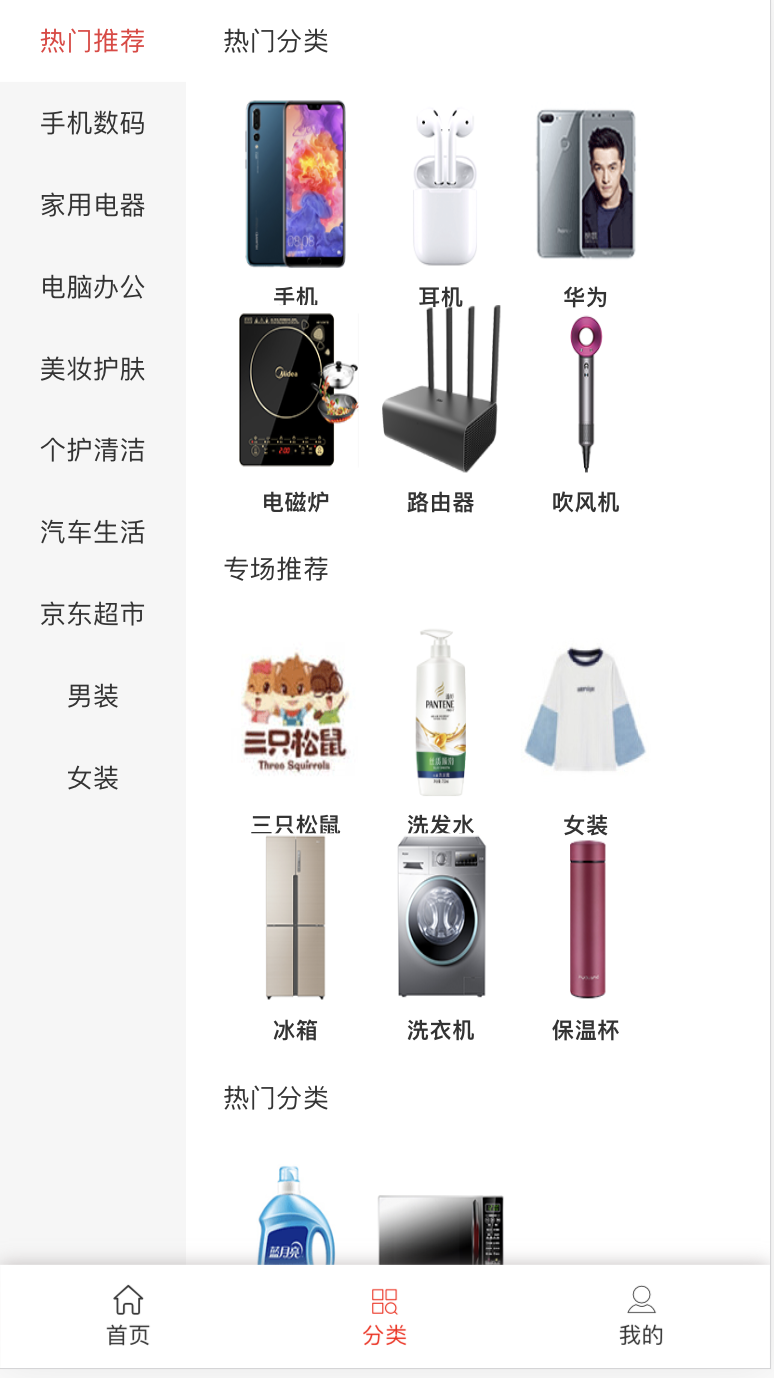 热门推荐
手机数码
家用电器
电脑办公
美妆护肤
个护清洁
汽车生活
京东超市
男装
女装
热门分类
手机
耳机
华为
Midea
电磁炉
路由器
吹风机
专场推荐
三只松鼠
Three Squirrels
PANTENE
三只松鼠
洗发水
女装
冰箱
洗衣机
保温杯
热门分类
蓝月亮
首页
分类
我的